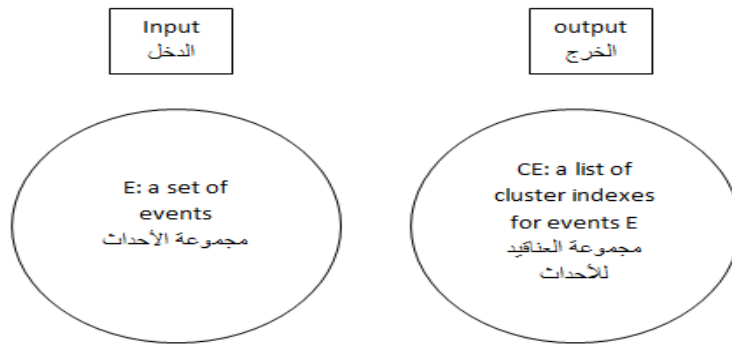 Input
الدخل
output
الخرج
E: a set of
events
مجموعة الأحداث
CE: a list of
cluster indexes
for events E
مجموعة العناقيد
للأحداث